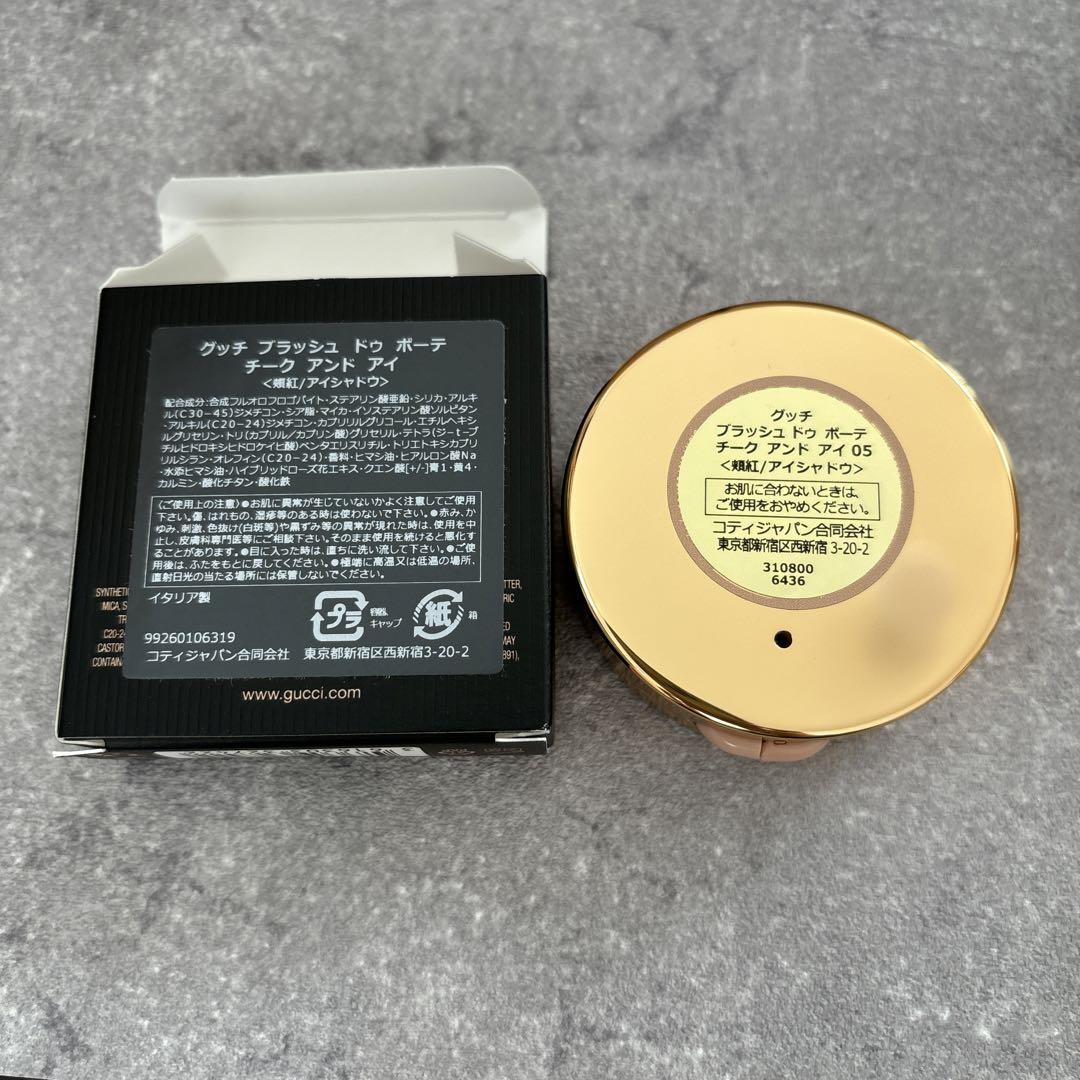 グッチ ブラッシュ ドゥ ボーテ
チーク アンド アイ
<頬紅/アイシャドウ>
配合成分:合成フルオロフロゴパイト・ステアリン酸亜鉛・シリカ・アルキ
ル(C30-45)ジメチコン・シア脂・マイカ・イソステアリン酸ソルビタン
・アルキル(C20-24)ジメチコン・カプリリルグリコール・エチルヘキシ
ルグリセリン・トリ(カプリル/カプリン酸)グリセリル・テトラ(ジーt-ブ
チルヒドロキシヒドロケイヒ酸)ペンタエリスリチル・トリエトキシカプリ
リルシラン・オレフィン(C20-24)・香料・ヒマシ油・ヒアルロン酸Na
・水添ヒマシ油・ハイブリッドローズ花エキス・クエン酸[+/-]青1・黄4・
カルミン・酸化チタン・酸化鉄
〈ご使用上の注意〉●お肌に異常が生じていないかよく注意してご使用
下さい。傷、はれもの、湿疹等のある時は使わないで下さい。●赤み、か
ゆみ、刺激、色抜け(白斑等)や黒ずみ等の異常が現れた時は、使用を中
止し、皮膚科専門医等にご相談下さい。そのまま使用を続けると悪化す
ることがあります。●目に入った時は、直ちに洗い流して下さい。●ご使
用後は、ふたをもとに戻してください。●極端に高温又は低温の場所、
直射日光の当たる場所には保管しないでください。
イタリア製
プラ 容器、キャップ 紙 箱
99260106319
コティジャパン合同会社 東京都新宿区西新宿3-20-2
www.gucci.com
グッチ
ブラッシュ ドゥ ボーテ
チーク アンド アイ 05
<頬紅/アイシャドウ>
お肌に合わないときは、
ご使用をおやめください。
コティジャパン合同会社
東京都新宿区西新宿 3-20-2
310800
6436